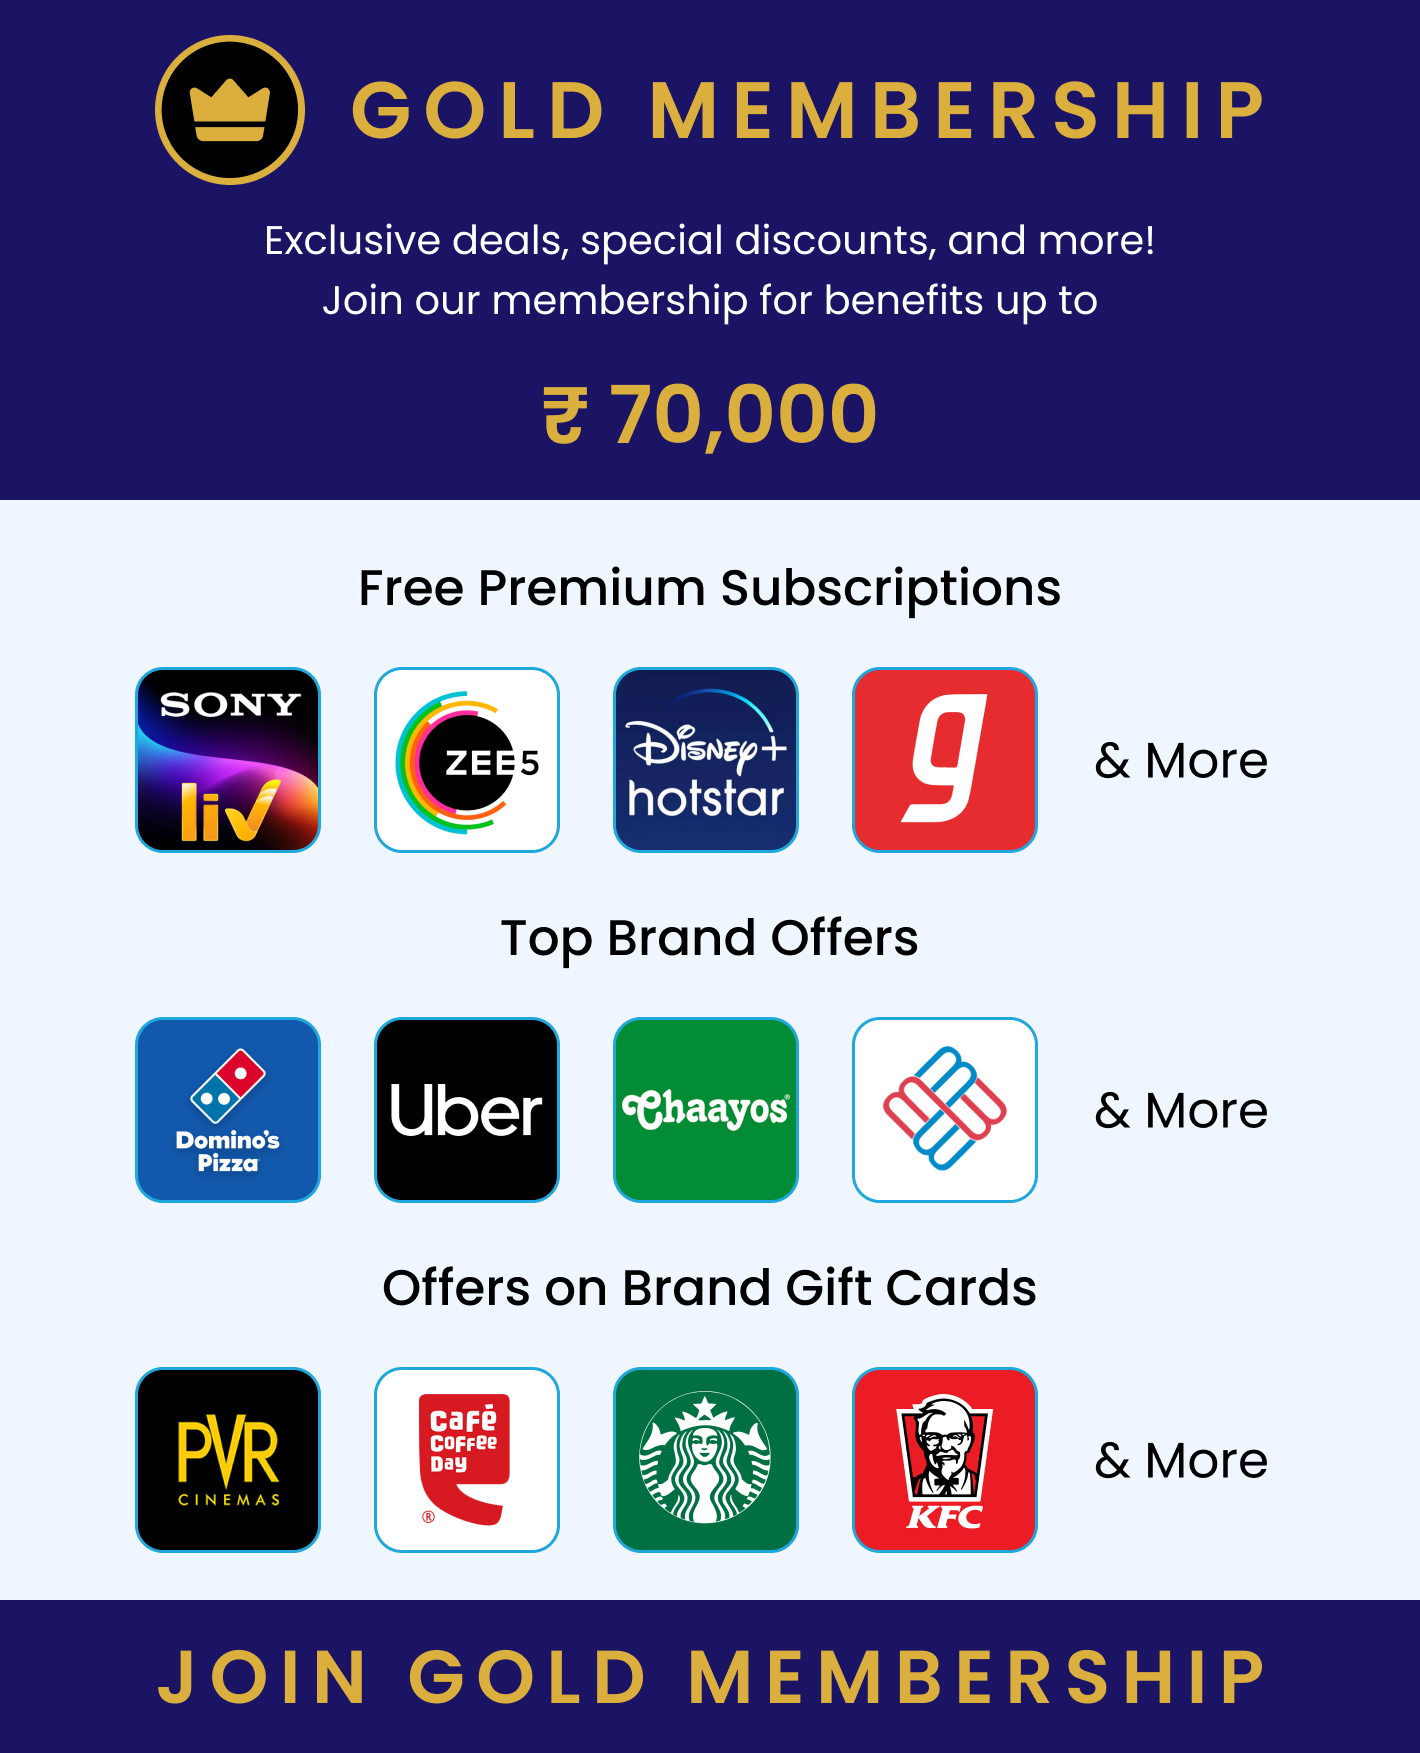 GOLD MEMBERSHIP
Exclusive deals, special discounts, and more!
Join our membership for benefits up to
₹ 70,000
Free Premium Subscriptions
SONY
liv
ZEE5
Disney+
hotstar
g
& More
Top Brand Offers
Domino's
Pizza
Uber
Chaayos®
& More
Offers on Brand Gift Cards
PVR
CINEMAS
Café
Coffee
Day
®
KFC
& More
JOIN GOLD MEMBERSHIP